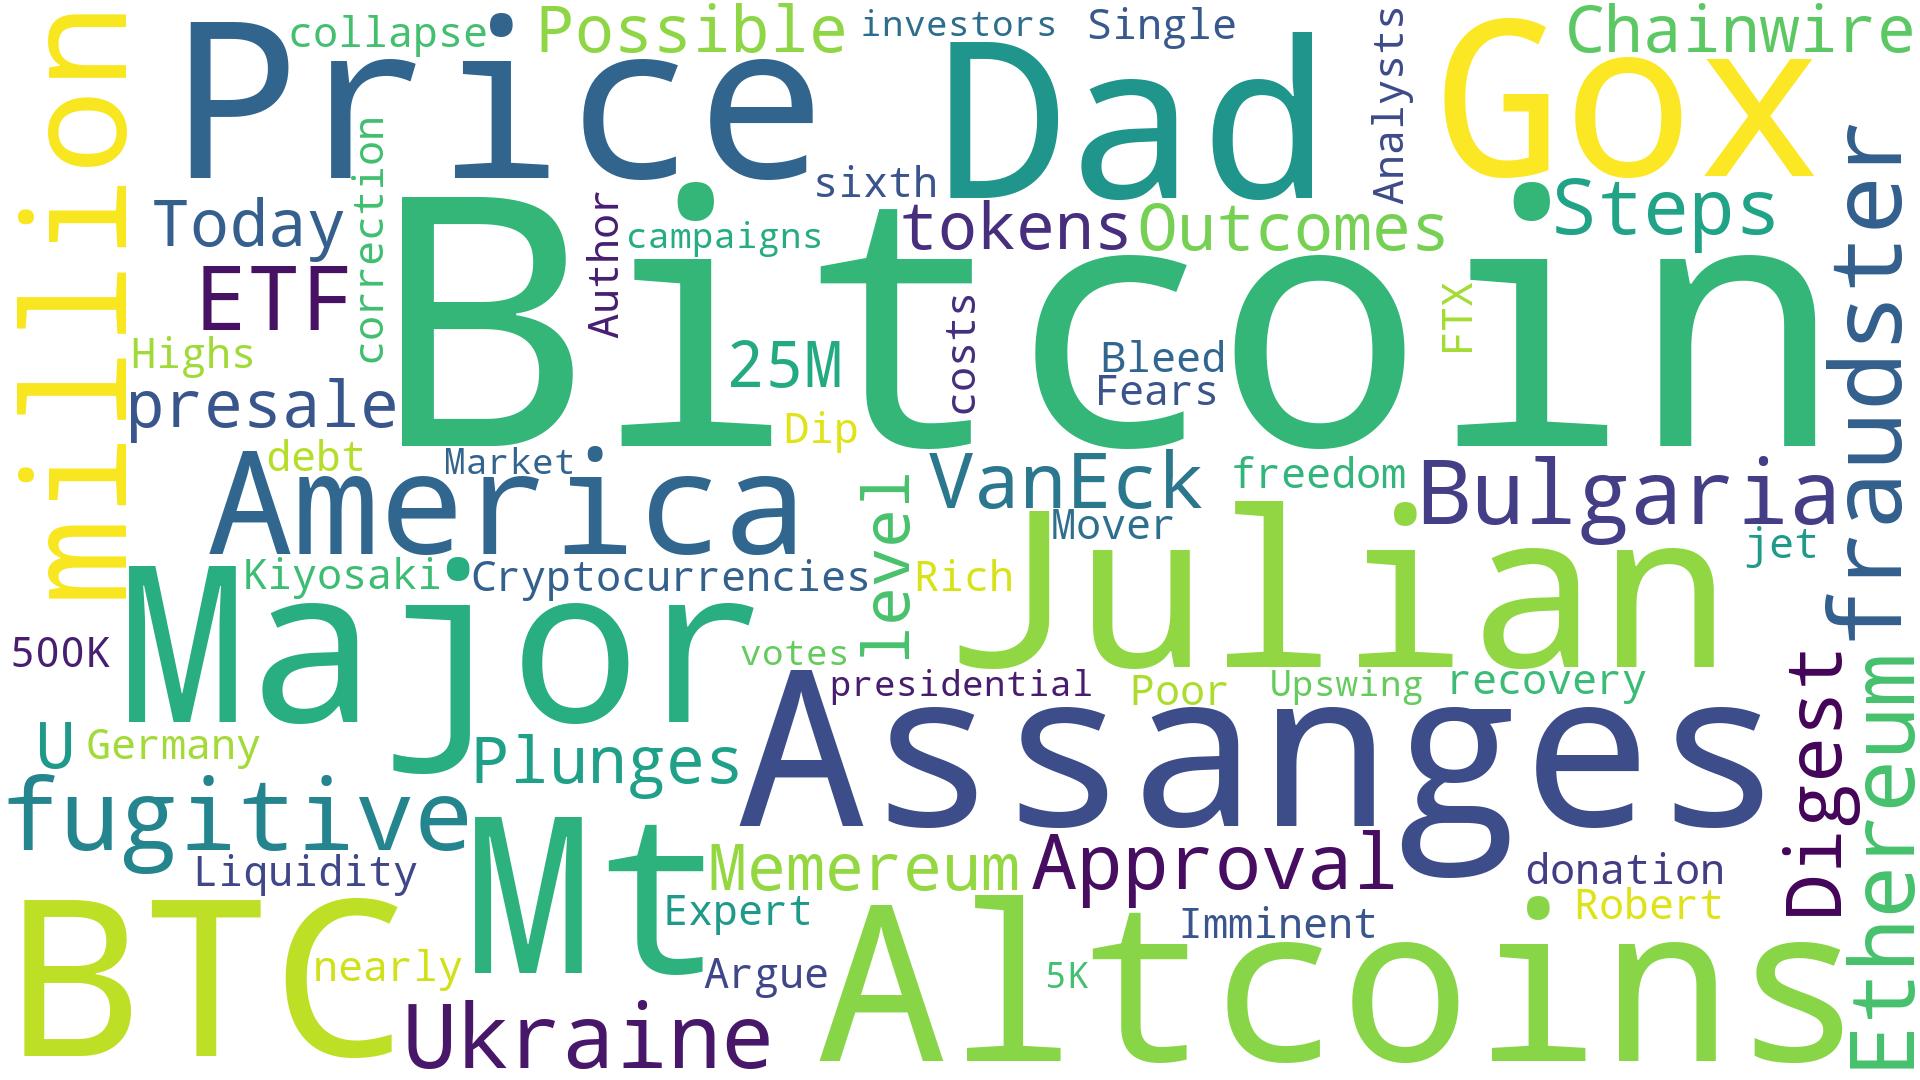 million
collapse
Price
Possible
investors
Single
Dad
Analysts
Gox
Chainwire
sixth
Today
correction
Author
campaigns
tokens
Outcomes
Steps
fraudster
ETF
Bitcoin
Highs
25M
costs
Bleed
Fears
FTX
presale
Dip
debt
Market
America
level
VanEck
freedom
Bulgaria
Mover
jet
Kiyosaki
Cryptocurrencies
Rich
Julian
500K
Major
votes
presidential
Poor
Upswing
recovery
Digest
Ethereum
U
Germany
Plunges
Assanges
fugitive
Liquidity
Mt
Memereum
Approval
donation
Expert
Imminent
Robert
BTC
nearly
Argue
5K
Altcoins
Ukraine